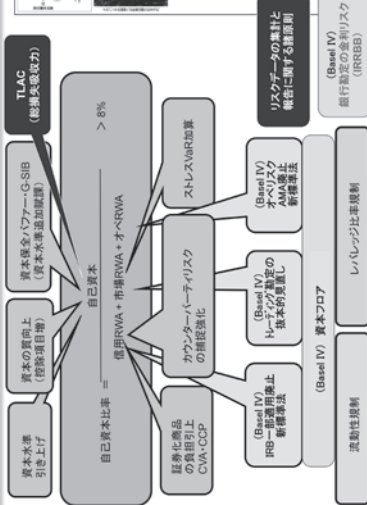 資本水準
引き上げ
資本の質向上
(控除項目増)
資本保全バファー・G-SIB
(資本水準追加賦課)
TLAC
(総損失吸収力)
自己資本比率 =
自己資本
信用RWA + 市場RWA + オペRWA
> 8%
証券化商品
の負担引上
CVA・CCP
カウンターパーティリスク
の捕捉強化
ストレスVaR加算
(Basel IV)
IRB一部適用廃止
新標準法
(Basel IV)
トレーディング勘定の
抜本的見直し
(Basel IV)
オペリスク
AMA廃止
新標準法
リスクデータの集計と
報告に関する諸原則
(Basel IV) 資本フロア
(Basel IV)
銀行勘定の金利リスク
(IRRBB)
流動性規制
レバレッジ比率規制